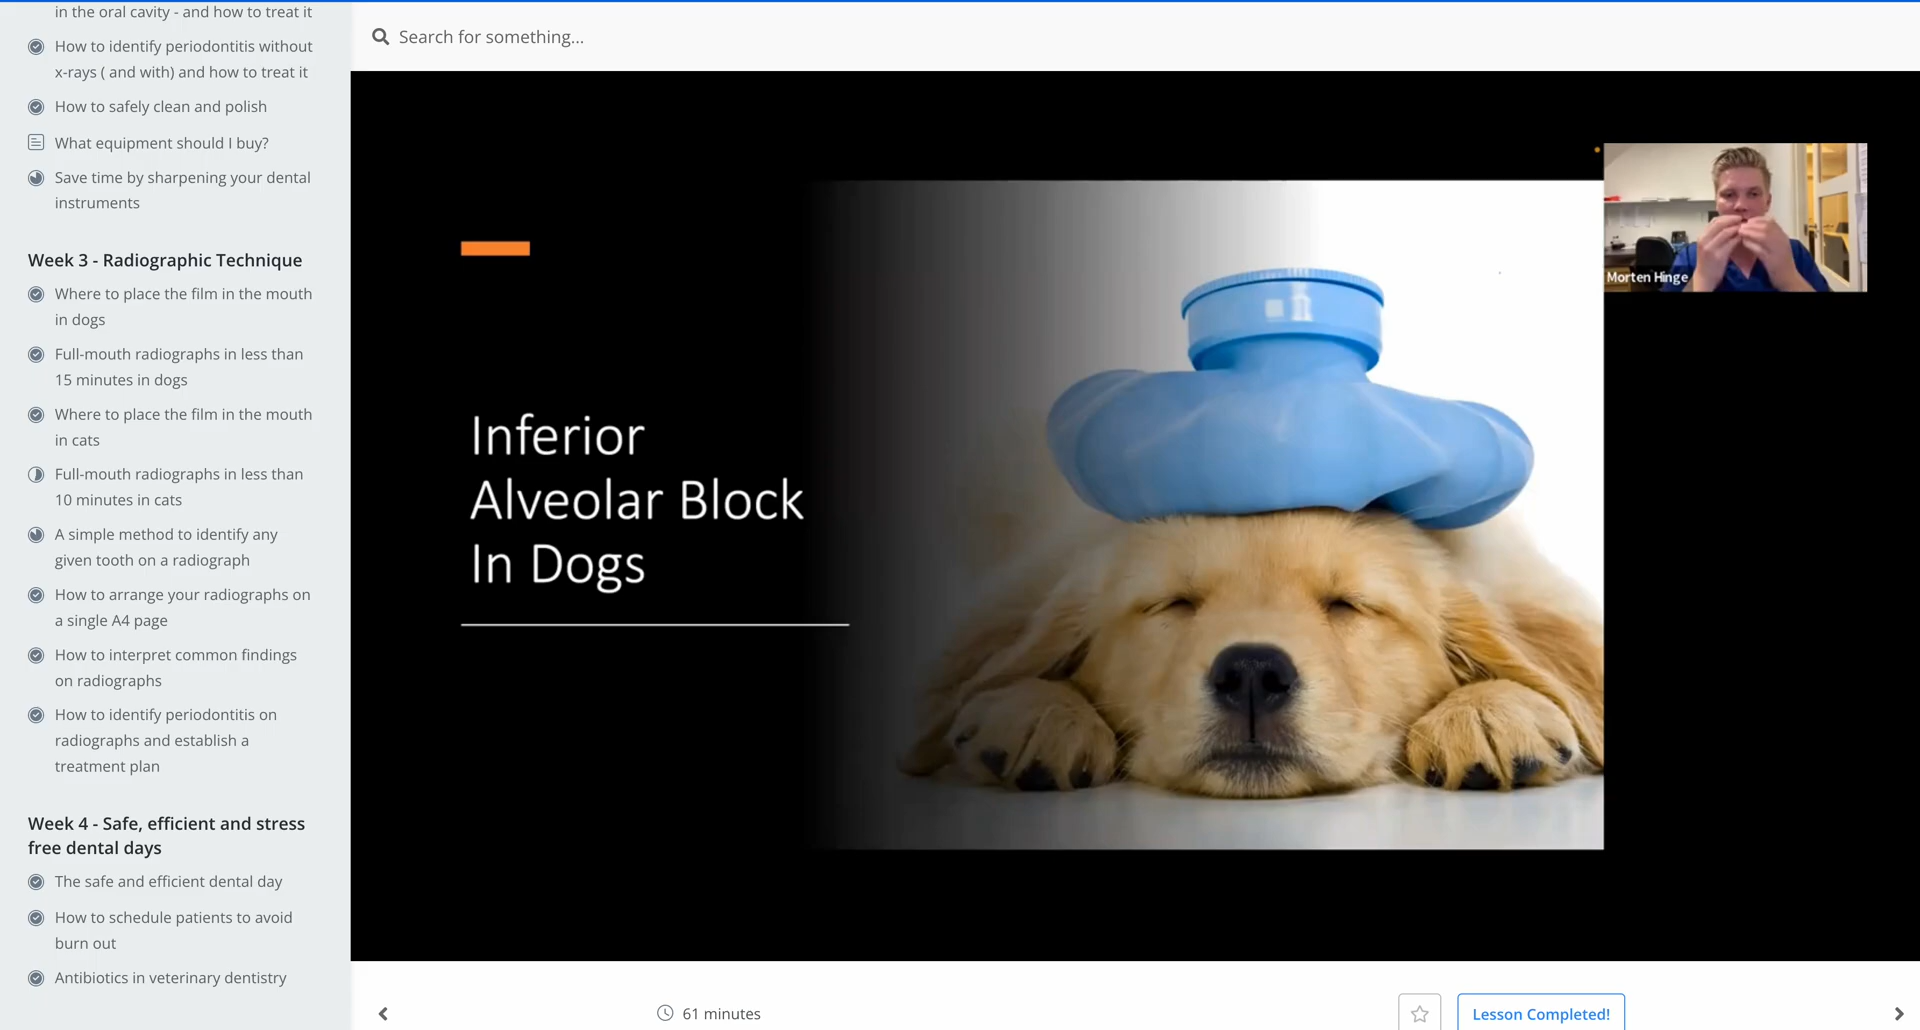 in the oral cavity - and how to treat it
How to identify periodontitis without
x-rays ( and with) and how to treat it
How to safely clean and polish
What equipment should I buy?
Save time by sharpening your dental
instruments
Week 3 - Radiographic Technique
Where to place the film in the mouth
in dogs
Full-mouth radiographs in less than
15 minutes in dogs
Where to place the film in the mouth
in cats
Full-mouth radiographs in less than
10 minutes in cats
A simple method to identify any
given tooth on a radiograph
How to arrange your radiographs on
a single A4 page
How to interpret common findings
on radiographs
How to identify periodontitis on
radiographs and establish a
treatment plan
Week 4 - Safe, efficient and stress
free dental days
The safe and efficient dental day
How to schedule patients to avoid
burn out
Antibiotics in veterinary dentistry
Search for something...
Inferior
Alveolar Block
In Dogs
Morten Hinge
61 minutes
Lesson Completed!